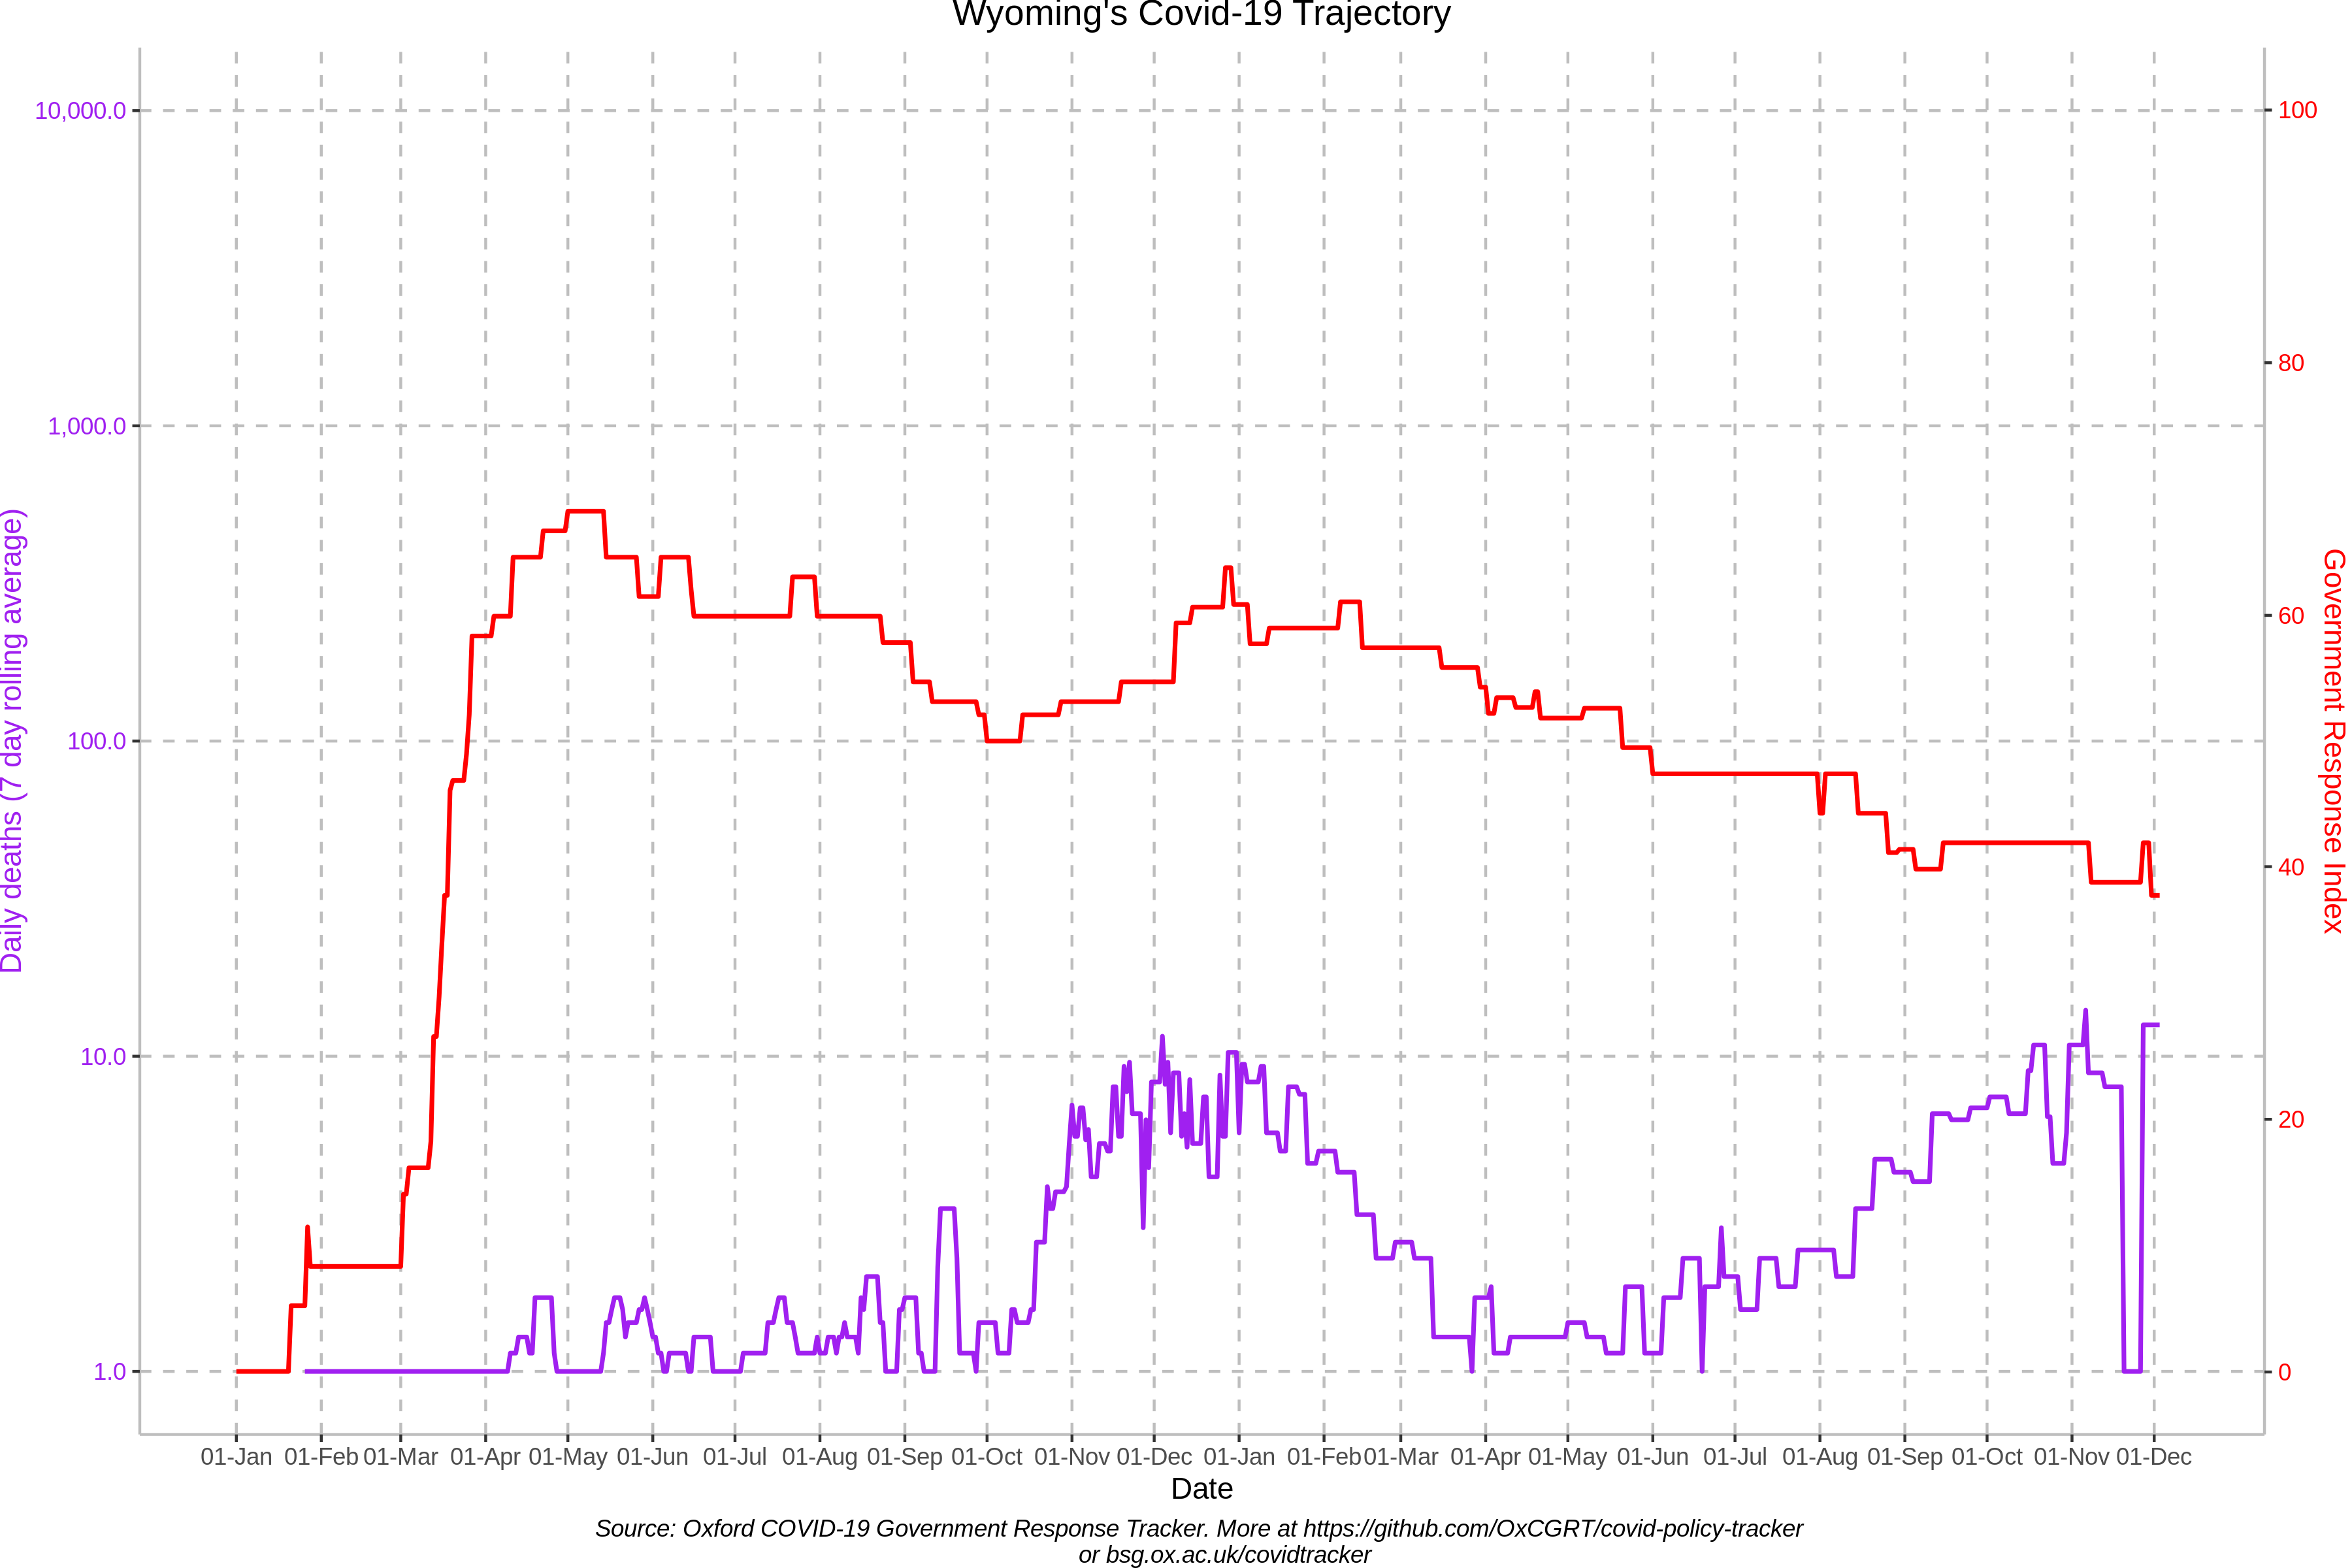 Wyoming's Covid-19 Trajectory
10,000.0
1,000.0
100.0
10.0
1.0
Daily deaths (7 day rolling average)
100
80
60
40
20
0
Government Response Index
01-Jan 01-Feb 01-Mar 01-Apr 01-May 01-Jun 01-Jul 01-Aug 01-Sep 01-Oct 01-Nov 01-Dec 01-Jan 01-Feb 01-Mar 01-Apr 01-May 01-Jun 01-Jul 01-Aug 01-Sep 01-Oct 01-Nov 01-Dec
Date
Source: Oxford COVID-19 Government Response Tracker. More at https://github.com/OxCGRT/covid-policy-tracker
or bsg.ox.ac.uk/covidtracker